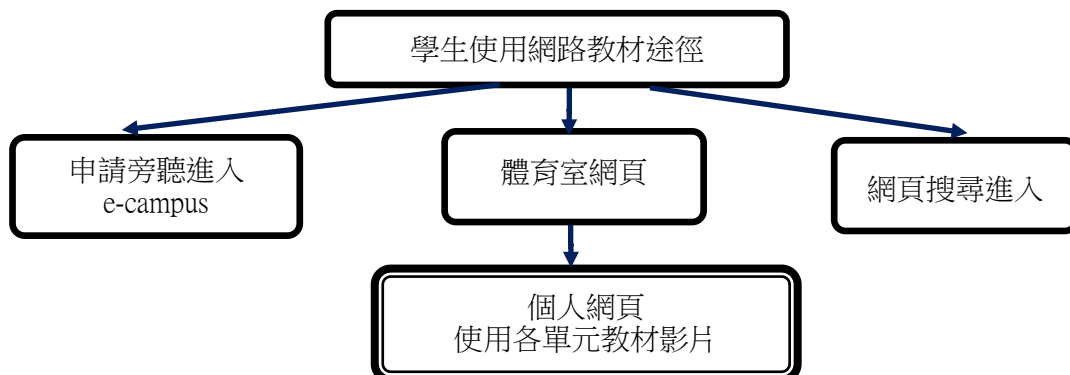 學生使用網路教材途徑
申請旁聽進入
e-campus
體育室網頁
網頁搜尋進入
個人網頁
使用各單元教材影片